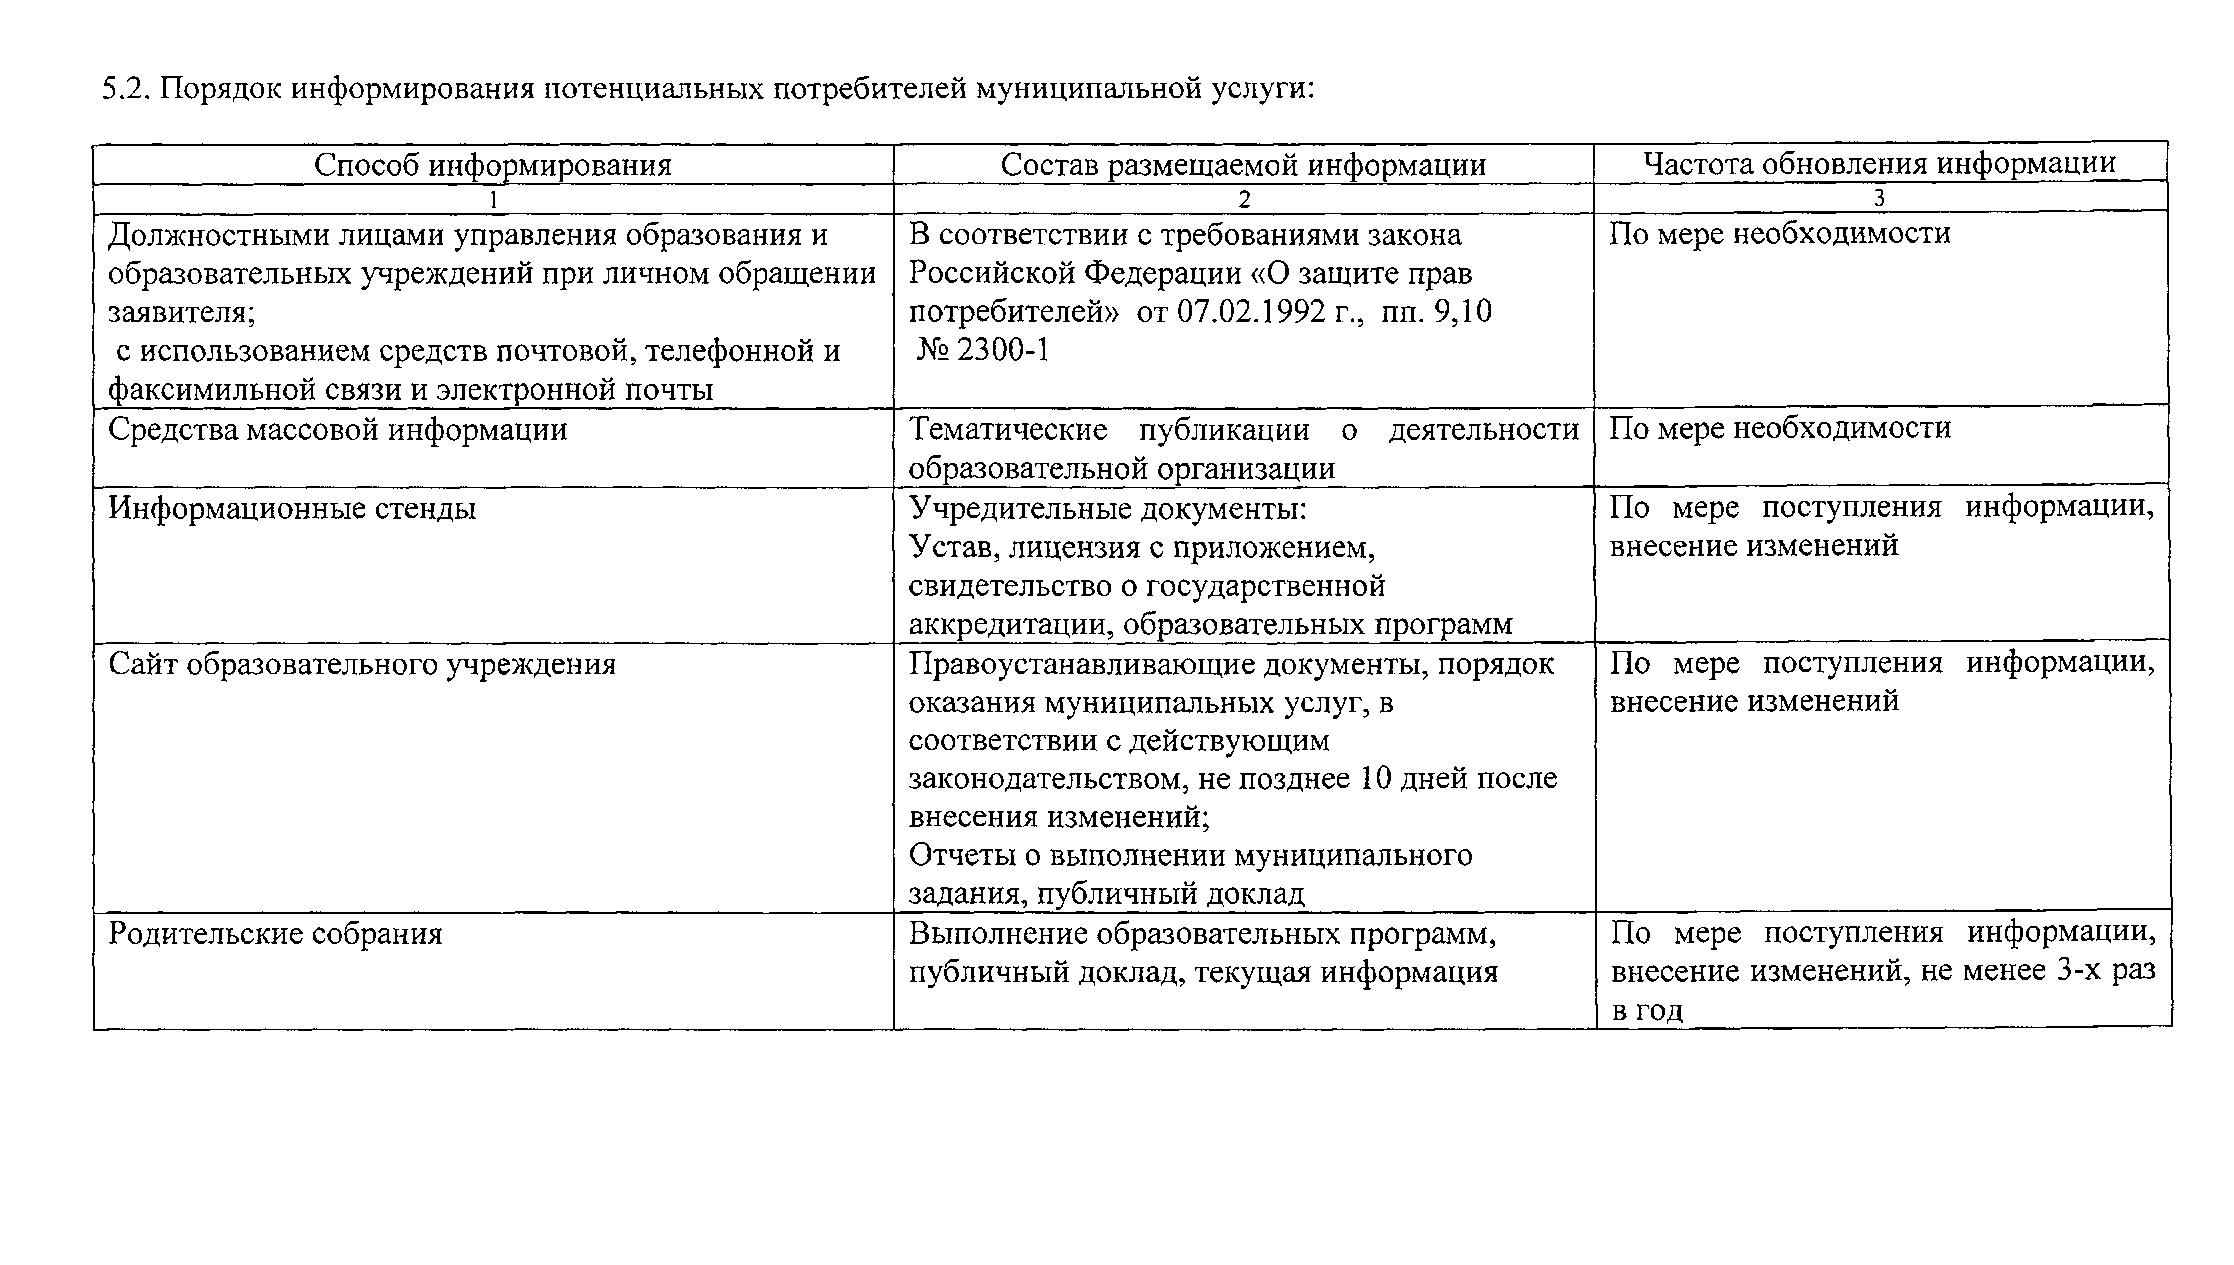 5.2. Порядок информирования потенциальных потребителей муниципальной услуги:
Способ информирования
Состав размещаемой информации
Частота обновления информации
1
2
3
Должностными лицами управления образования и
образовательных учреждений при личном обращении
заявителя;
с использованием средств почтовой, телефонной и
факсимильной связи и электронной почты
В соответствии с требованиями закона
Российской Федерации «О защите прав
потребителей» от 07.02.1992 г., пп. 9,10
№ 2300-1
По мере необходимости
Средства массовой информации
Тематические публикации о деятельности
образовательной организации
По мере необходимости
Информационные стенды
Учредительные документы:
Устав, лицензия с приложением,
свидетельство о государственной
аккредитации, образовательных программ
По мере поступления информации,
внесение изменений
Сайт образовательного учреждения
Правоустанавливающие документы, порядок
оказания муниципальных услуг, в
соответствии с действующим
законодательством, не позднее 10 дней после
внесения изменений;
Отчеты о выполнении муниципального
задания, публичный доклад
По мере поступления информации,
внесение изменений
Родительские собрания
Выполнение образовательных программ,
публичный доклад, текущая информация
По мере поступления информации,
внесение изменений, не менее 3-х раз
в год